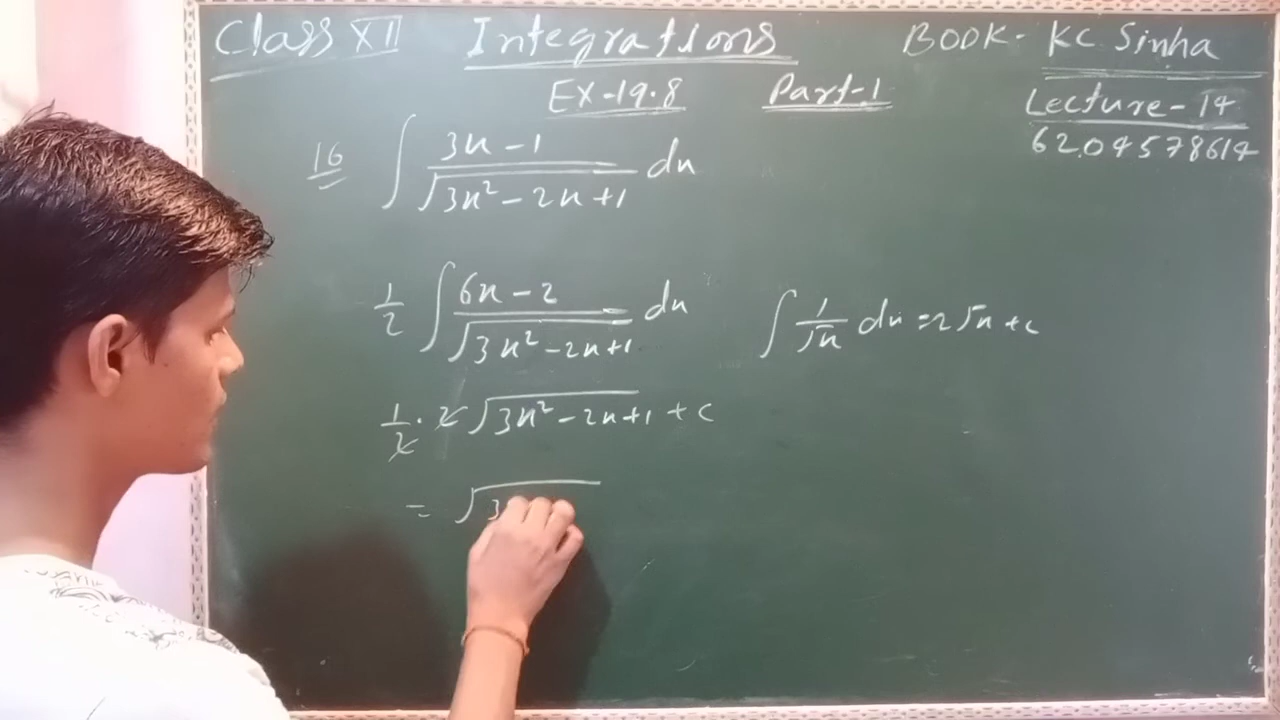 Class XII Integrations BOOK- KC Sinha
EX-19.8 Part-1 Lecture-14
6204578614
16 ∫ 3x-1/√3x²-2x+1 dx
1/2 ∫ 6x-2/√3x²-2x+1 dx ∫ 1/√x dx = 2√x + c
1/2 · 2 √3x²-2x+1 + c
= √3